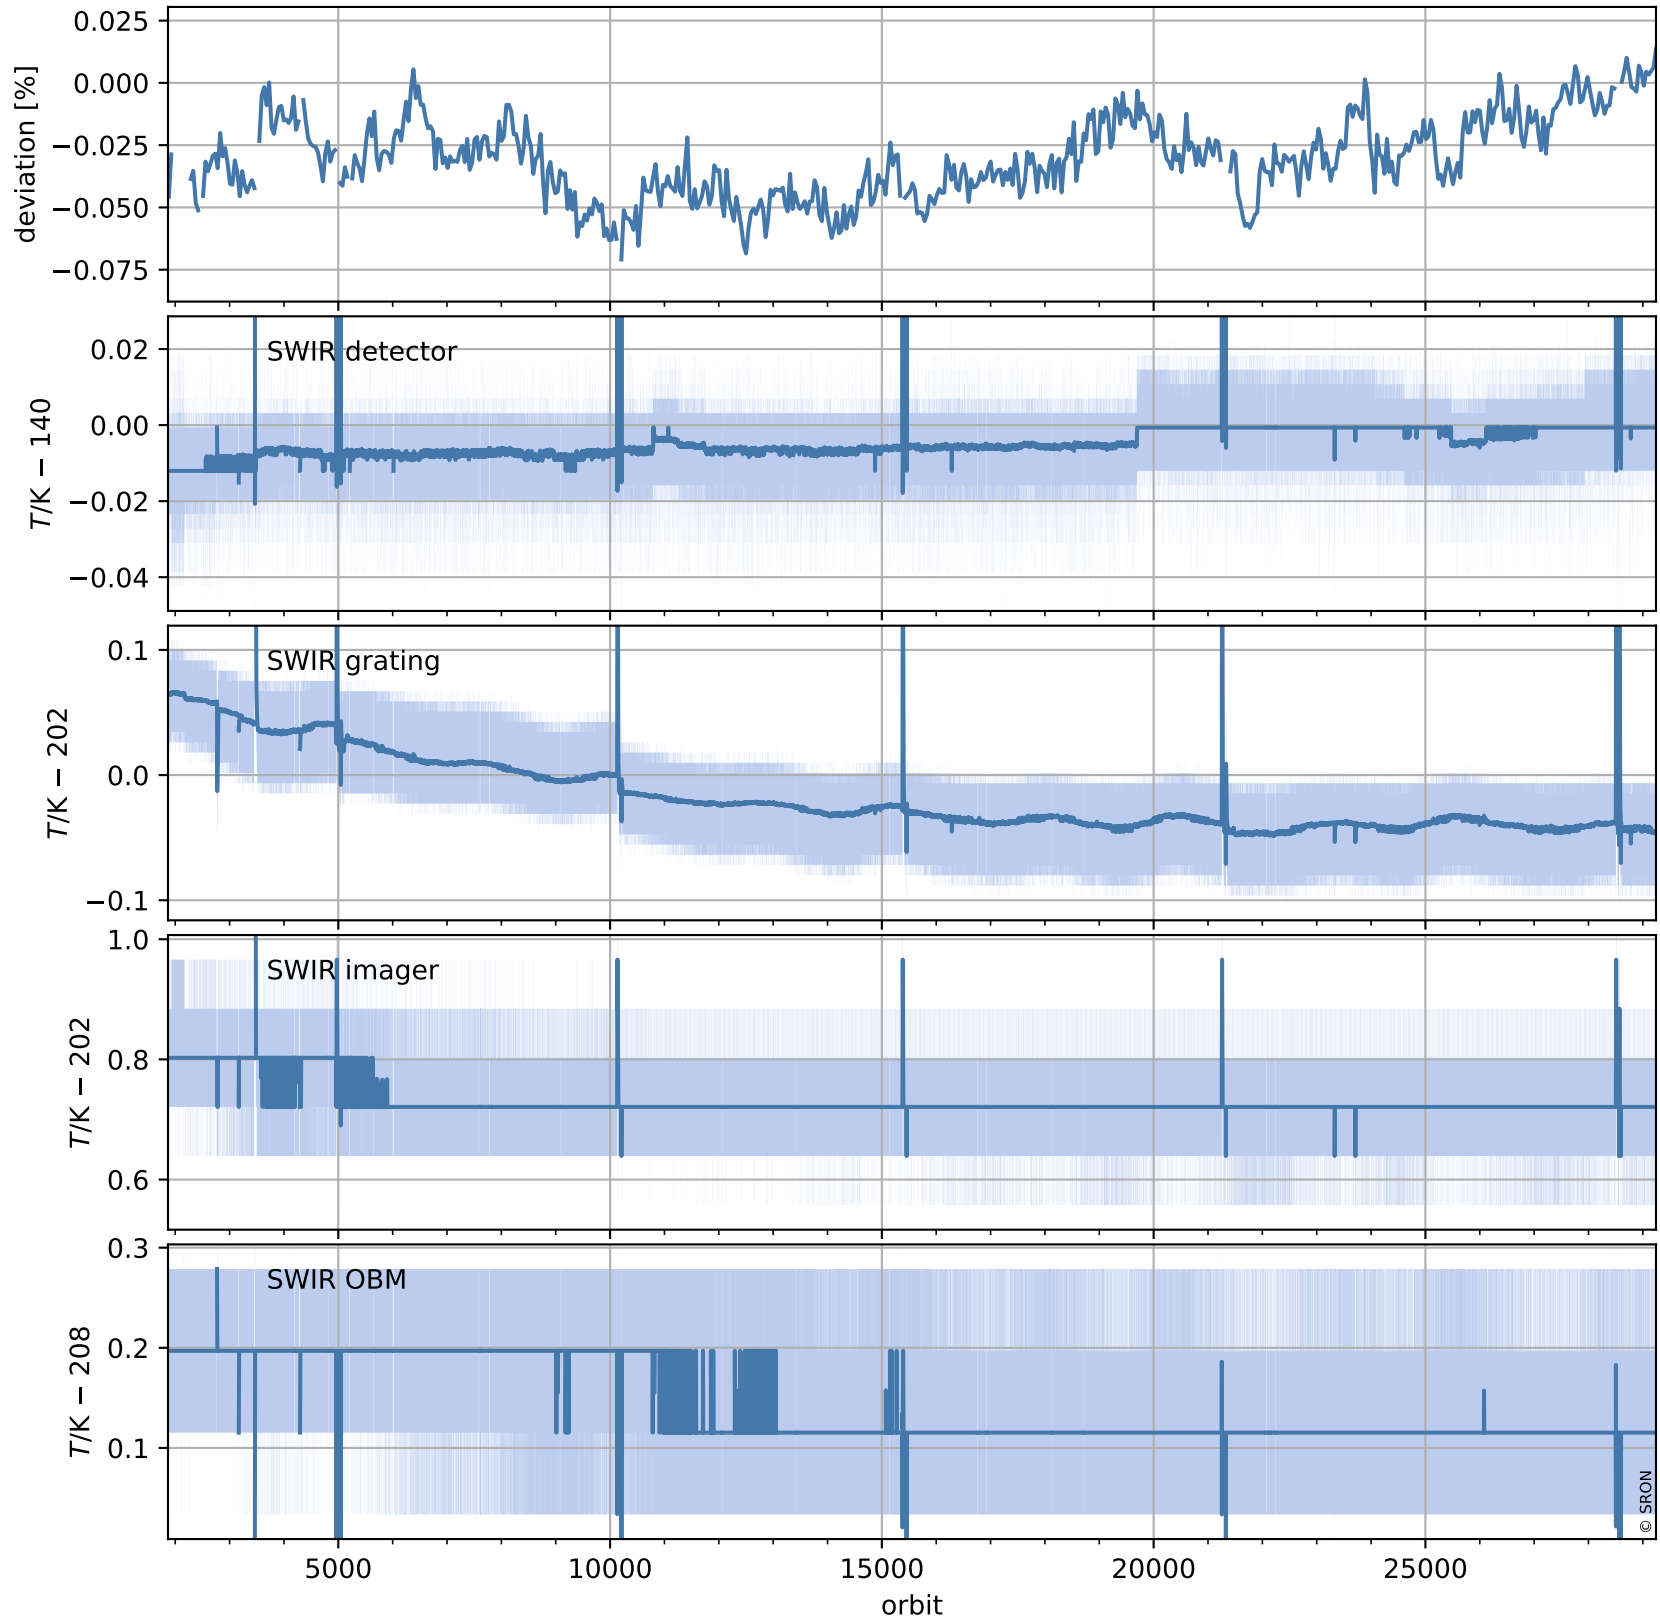 0.025
0.000
−0.025
−0.050
−0.075
deviation [%]
SWIR detector
0.02
0.00
−0.02
−0.04
T/K − 140
SWIR grating
0.1
0.0
−0.1
T/K − 202
SWIR imager
1.0
0.8
0.6
T/K − 202
SWIR OBM
0.3
0.2
0.1
T/K − 208
© SRON
5000 10000 15000 20000 25000
orbit